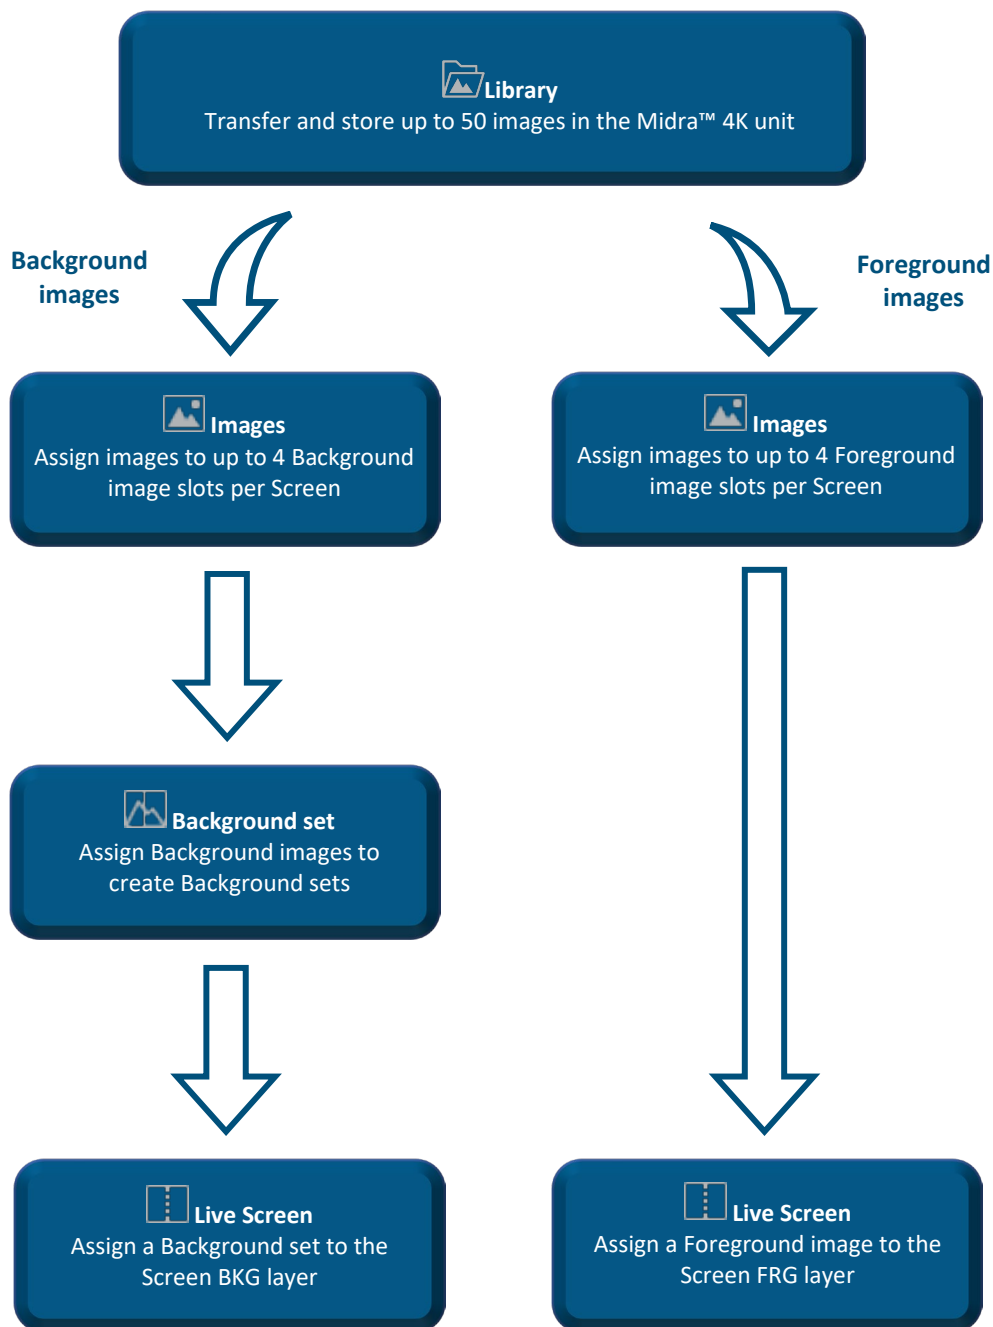 Library
Transfer and store up to 50 images in the Midra™ 4K unit
Background
images
Foreground
images
Images
Assign images to up to 4 Background
image slots per Screen
Images
Assign images to up to 4 Foreground
image slots per Screen
Background set
Assign Background images to
create Background sets
Live Screen
Assign a Background set to the
Screen BKG layer
Live Screen
Assign a Foreground image to the
Screen FRG layer